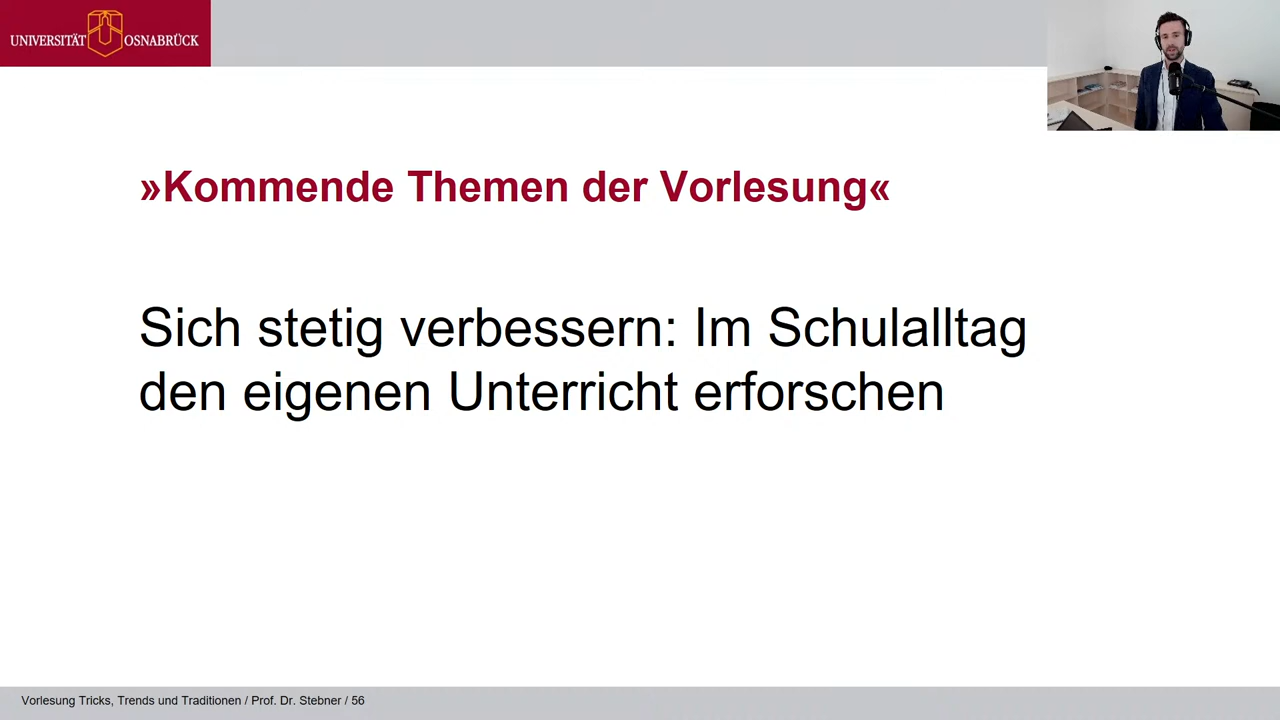 UNIVERSITÄT OSNABRÜCK
»Kommende Themen der Vorlesung«
Sich stetig verbessern: Im Schulalltag
den eigenen Unterricht erforschen
Vorlesung Tricks, Trends und Traditionen / Prof. Dr. Stebner / 56